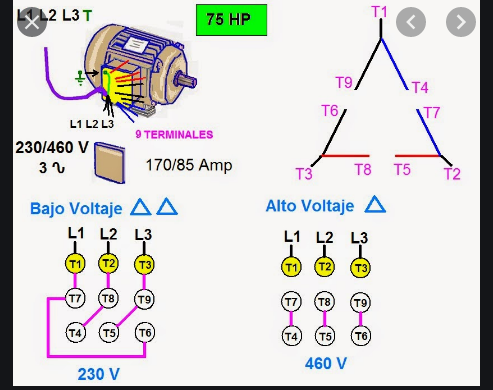 L1 L2 L3 T
75 HP
L1 L2 L3
9 TERMINALES
230/460 V
3 ∿
170/85 Amp
T1
T9 T4
T6 T7
T3 T8 T5 T2
Bajo Voltaje △ △
L1 L2 L3
T1 T2 T3
T7 T8 T9
T4 T5 T6
230 V
Alto Voltaje △
L1 L2 L3
T1 T2 T3
T7 T8 T9
T4 T5 T6
460 V